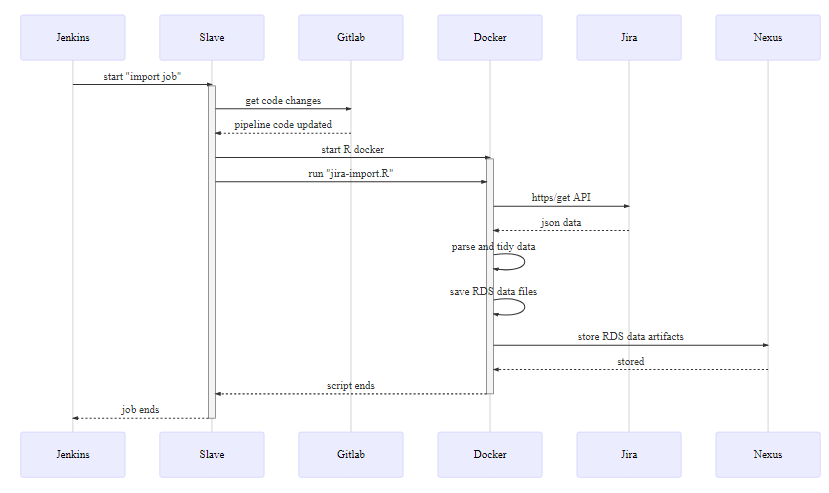 Jenkins
Slave
Gitlab
Docker
Jira
Nexus
start "import job"
get code changes
pipeline code updated
start R docker
run "jira-import.R"
https/get API
json data
parse and tidy data
save RDS data files
store RDS data artifacts
stored
script ends
job ends
Jenkins
Slave
Gitlab
Docker
Jira
Nexus